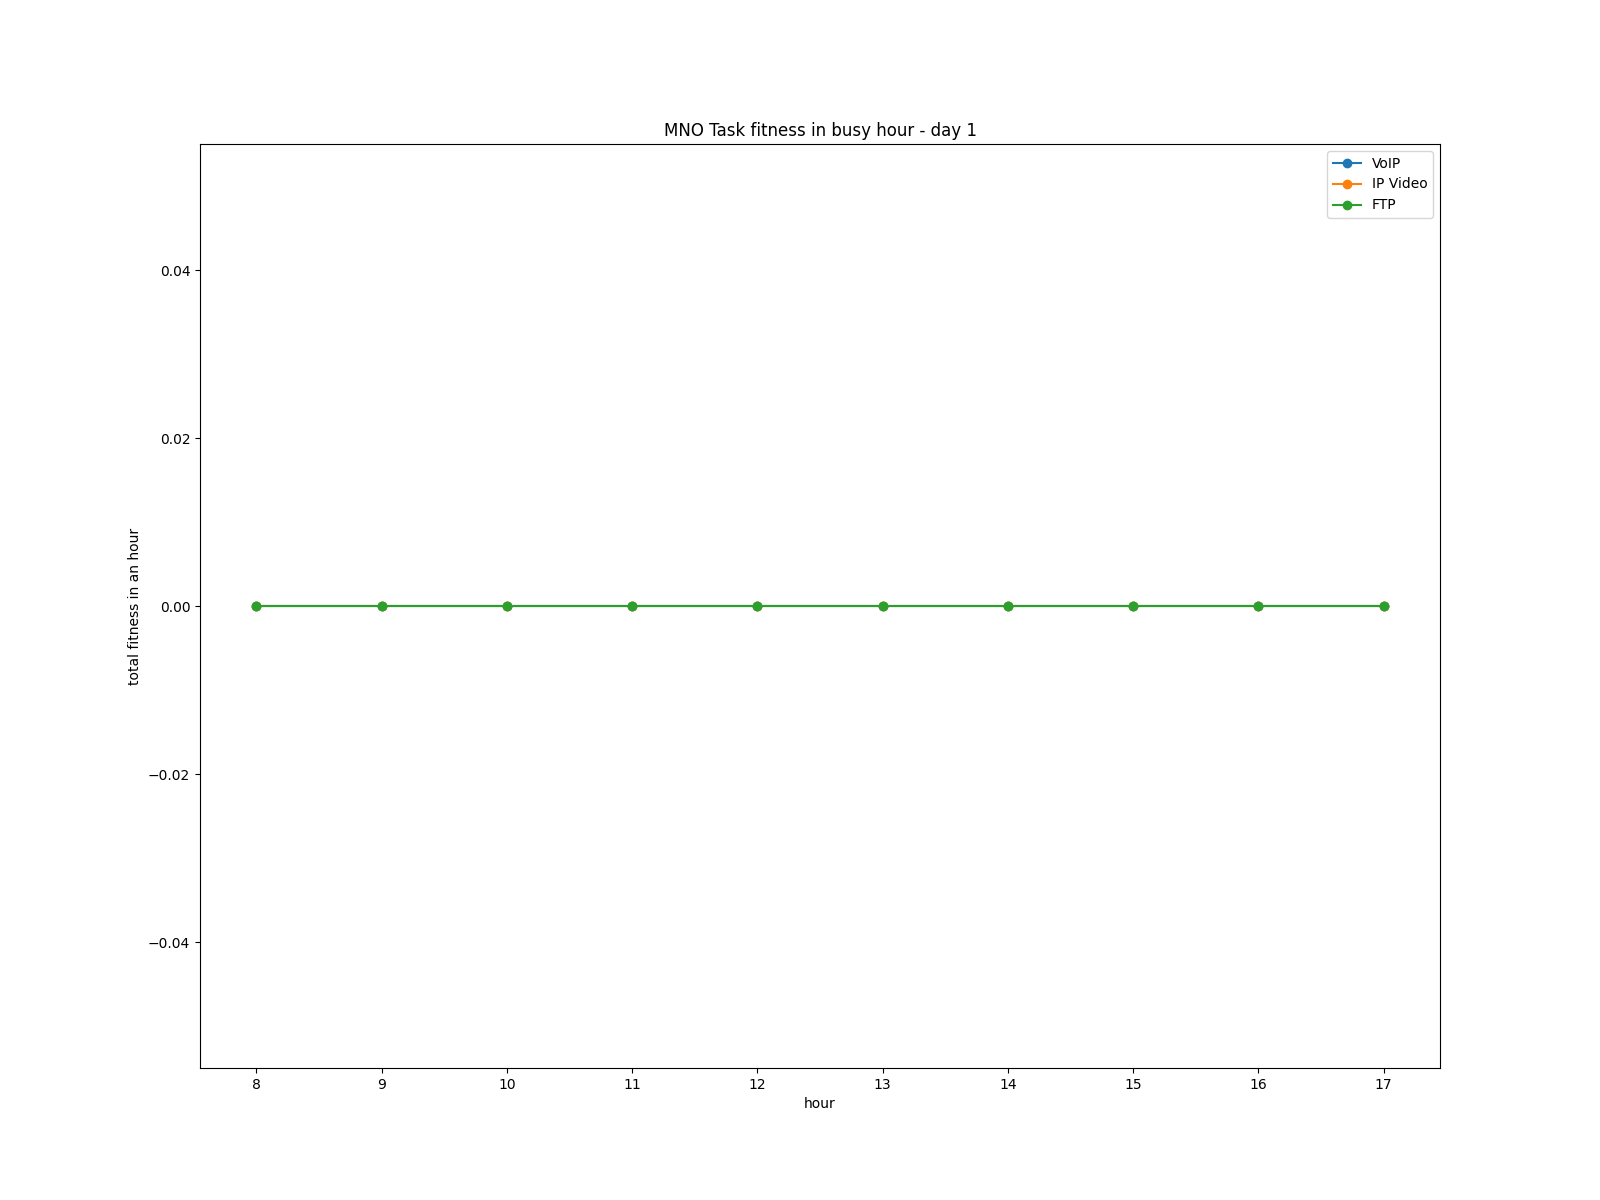 MNO Task fitness in busy hour - day 1
VoIP
IP Video
FTP
total fitness in an hour
0.04
0.02
0.00
−0.02
−0.04
8 9 10 11 12 13 14 15 16 17
hour